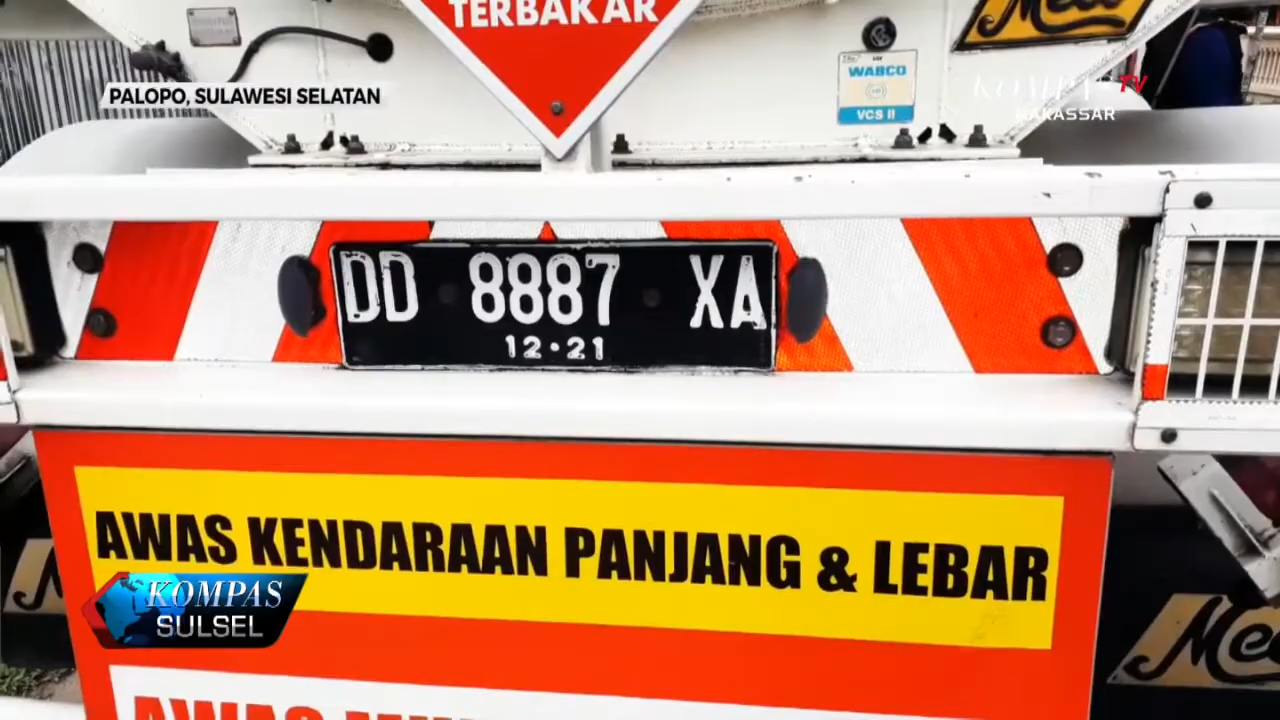 TERBAKAR
PALOPO, SULAWESI SELATAN
WABCO
VCS II
KOMPAS TV
MAKASSAR
DD 8887 XA
12•21
AWAS KENDARAAN PANJANG & LEBAR
KOMPAS
SULSEL
AWAS